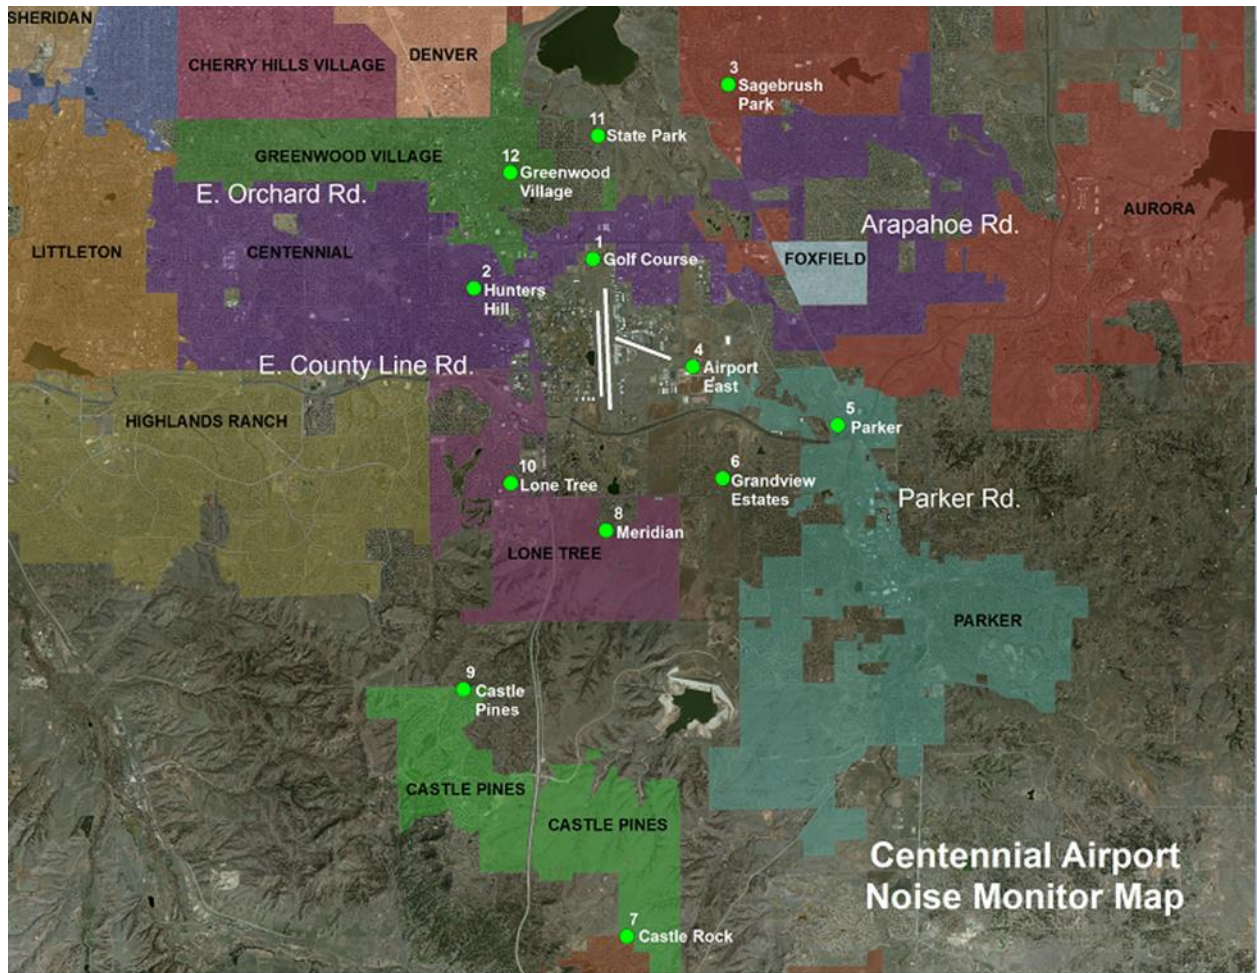 SHERIDAN
CHERRY HILLS VILLAGE
DENVER
3
Sagebrush
Park
11
State Park
GREENWOOD VILLAGE
12
Greenwood
Village
E. Orchard Rd.
Arapahoe Rd.
AURORA
LITTLETON
CENTENNIAL
1
Golf Course
FOXFIELD
2
Hunters
Hill
E. County Line Rd.
4
Airport
East
HIGHLANDS RANCH
5
Parker
10
Lone Tree
6
Grandview
Estates
Parker Rd.
8
Meridian
LONE TREE
PARKER
9
Castle
Pines
CASTLE PINES
CASTLE PINES
Centennial Airport
Noise Monitor Map
7
Castle Rock